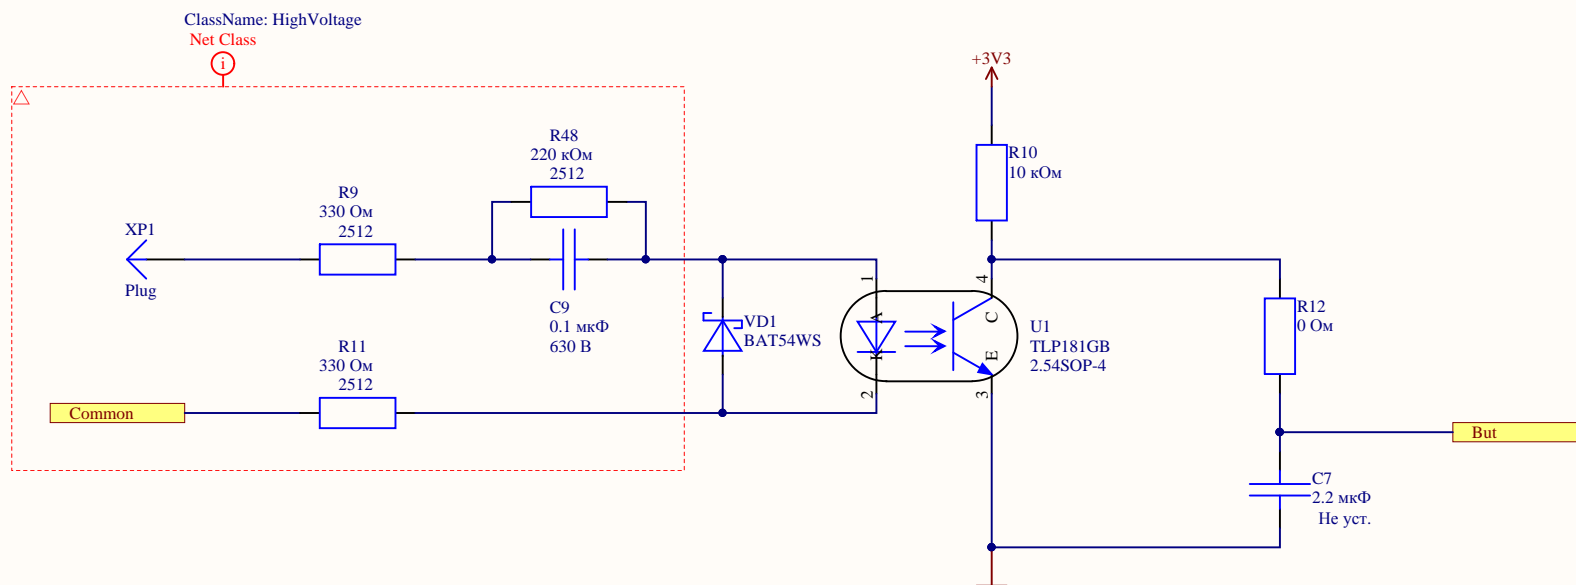 ClassName: HighVoltage
Net Class
i
+3V3
R48
220 кОм
2512
R10
10 кОм
R9
330 Ом
2512
XP1
Plug
C9
0.1 мкФ
630 В
VD1
BAT54WS
1
A
K
2
4
C
E
3
U1
TLP181GB
2.54SOP-4
R12
0 Ом
R11
330 Ом
2512
Common
But
C7
2.2 мкФ
Не уст.